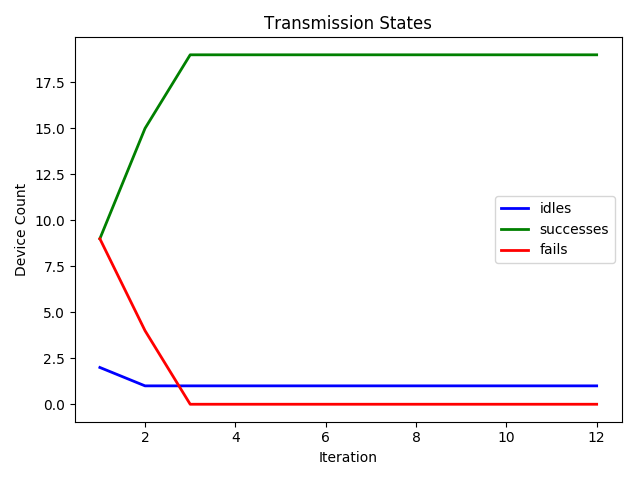 Transmission States
Device Count
17.5
15.0
12.5
10.0
7.5
5.0
2.5
0.0
idles
successes
fails
2 4 6 8 10 12
Iteration